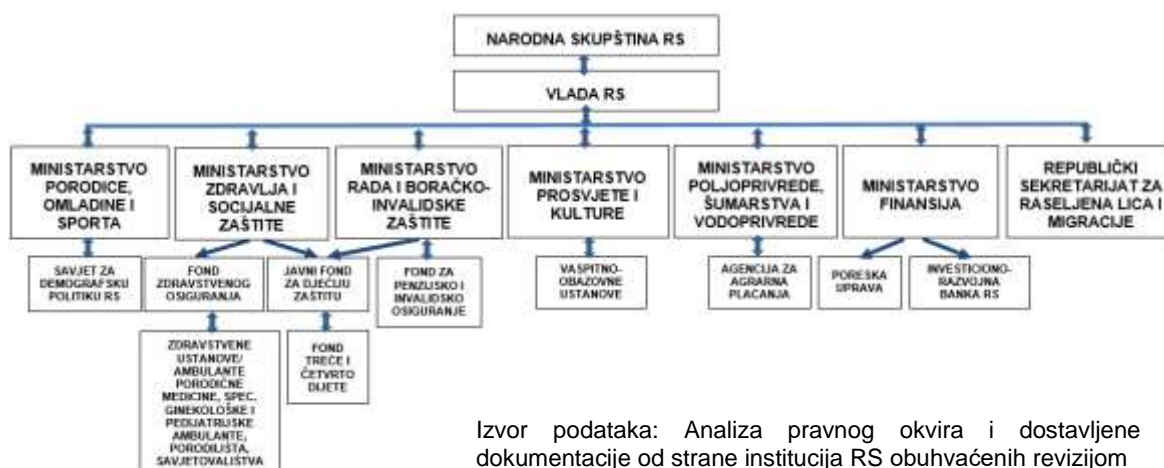 NARODNA SKUPŠTINA RS
VLADA RS
MINISTARSTVO
PORODICE,
OMLADINE I
SPORTA
MINISTARSTVO
ZDRAVLJA I
SOCIJALNE
ZAŠTITE
MINISTARSTVO
RADA I BORAČKO-
INVALIDSKE
ZAŠTITE
MINISTARSTVO
PROSVJETE I
KULTURE
MINISTARSTVO
POLJOPRIVREDE,
ŠUMARSTVA I
VODOPRIVREDE
MINISTARSTVO
FINANSIJA
REPUBLIČKI
SEKRETARIJAT ZA
RASELJENA LICA I
MIGRACIJE
SAVJET ZA
DEMOGRAFSKU
POLITIKU RS
FOND
ZDRAVSTVENOG
OSIGURANJA
JAVNI FOND
ZA DJEČIJU
ZAŠTITU
FOND ZA
PENZIJSKO I
INVALIDSKO
OSIGURANJE
VASPITNO-
OBAZOVNE
USTANOVE
AGENCIJA ZA
AGRARNA
PLAĆANJA
PORESKA
UPRAVA
INVESTICIONO-
RAZVOJNA
BANKA RS
ZDRAVSTVENE
USTANOVE/
AMBULANTE
PORODIČNE
MEDICINE, SPEC.
GINEKOLOŠKE I
PEDIJATRIJSKE
AMBULANTE,
PORODILIŠTA,
SAVJETOVALIŠTA
FOND
TREĆE I
ČETVRTO
DIJETE
Izvor podataka: Analiza pravnog okvira i dostavljene
dokumentacije od strane institucija RS obuhvaćenih revizijom